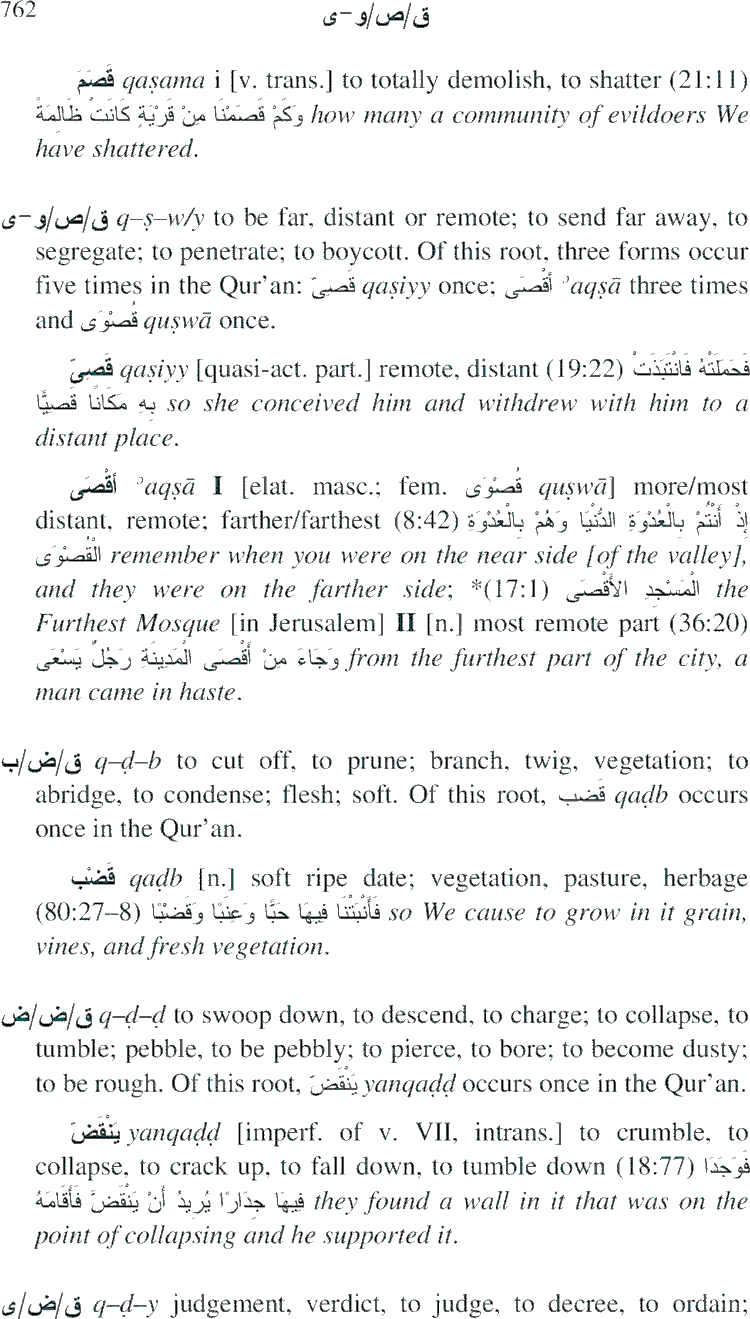 762
ق/ص/و-ى
قَصَمَ qaṣama i [v. trans.] to totally demolish, to shatter (21:11)
وَكَمْ قَصَمْنَا مِنْ قَرْيَةٍ كَانَتْ ظَالِمَةً how many a community of evildoers We
have shattered.
ق/ص/و-ى q–ṣ–w/y to be far, distant or remote; to send far away, to
segregate; to penetrate; to boycott. Of this root, three forms occur
five times in the Qur’an: قَصِىّ qaṣiyy once; أَقْصَى ʾaqṣā three times
and قُصْوَى quṣwā once.
قَصِىّ qaṣiyy [quasi-act. part.] remote, distant (19:22) فَحَمَلَتْهُ فَانْتَبَذَتْ
بِهِ مَكَانًا قَصِيًّا so she conceived him and withdrew with him to a
distant place.
أَقْصَى ʾaqṣā I [elat. masc.; fem. قُصْوَى quṣwā] more/most
distant, remote; farther/farthest (8:42) إِذْ أَنْتُمْ بِالْعُدْوَةِ الدُّنْيَا وَهُمْ بِالْعُدْوَةِ
الْقُصْوَى remember when you were on the near side [of the valley],
and they were on the farther side; *(17:1) الْمَسْجِدِ الأَقْصَى the
Furthest Mosque [in Jerusalem] II [n.] most remote part (36:20)
وَجَاءَ مِنْ أَقْصَى الْمَدِينَةِ رَجُلٌ يَسْعَى from the furthest part of the city, a
man came in haste.
ق/ض/ب q–ḍ–b to cut off, to prune; branch, twig, vegetation; to
abridge, to condense; flesh; soft. Of this root, قَضب qaḍb occurs
once in the Qur’an.
قَضْب qaḍb [n.] soft ripe date; vegetation, pasture, herbage
(80:27–8) فَأَنْبَتْنَا فِيهَا حَبًّا وَعِنَبًا وَقَضْبًا so We cause to grow in it grain,
vines, and fresh vegetation.
ق/ض/ض q–ḍ–ḍ to swoop down, to descend, to charge; to collapse, to
tumble; pebble, to be pebbly; to pierce, to bore; to become dusty;
to be rough. Of this root, يَنْقَضّ yanqaḍḍ occurs once in the Qur’an.
يَنْقَضّ yanqaḍḍ [imperf. of v. VII, intrans.] to crumble, to
collapse, to crack up, to fall down, to tumble down (18:77) فَوَجَدَا
فِيهَا جِدَارًا يُرِيدُ أَنْ يَنْقَضَّ فَأَقَامَهُ they found a wall in it that was on the
point of collapsing and he supported it.
ق/ض/ى q–ḍ–y judgement, verdict, to judge, to decree, to ordain;